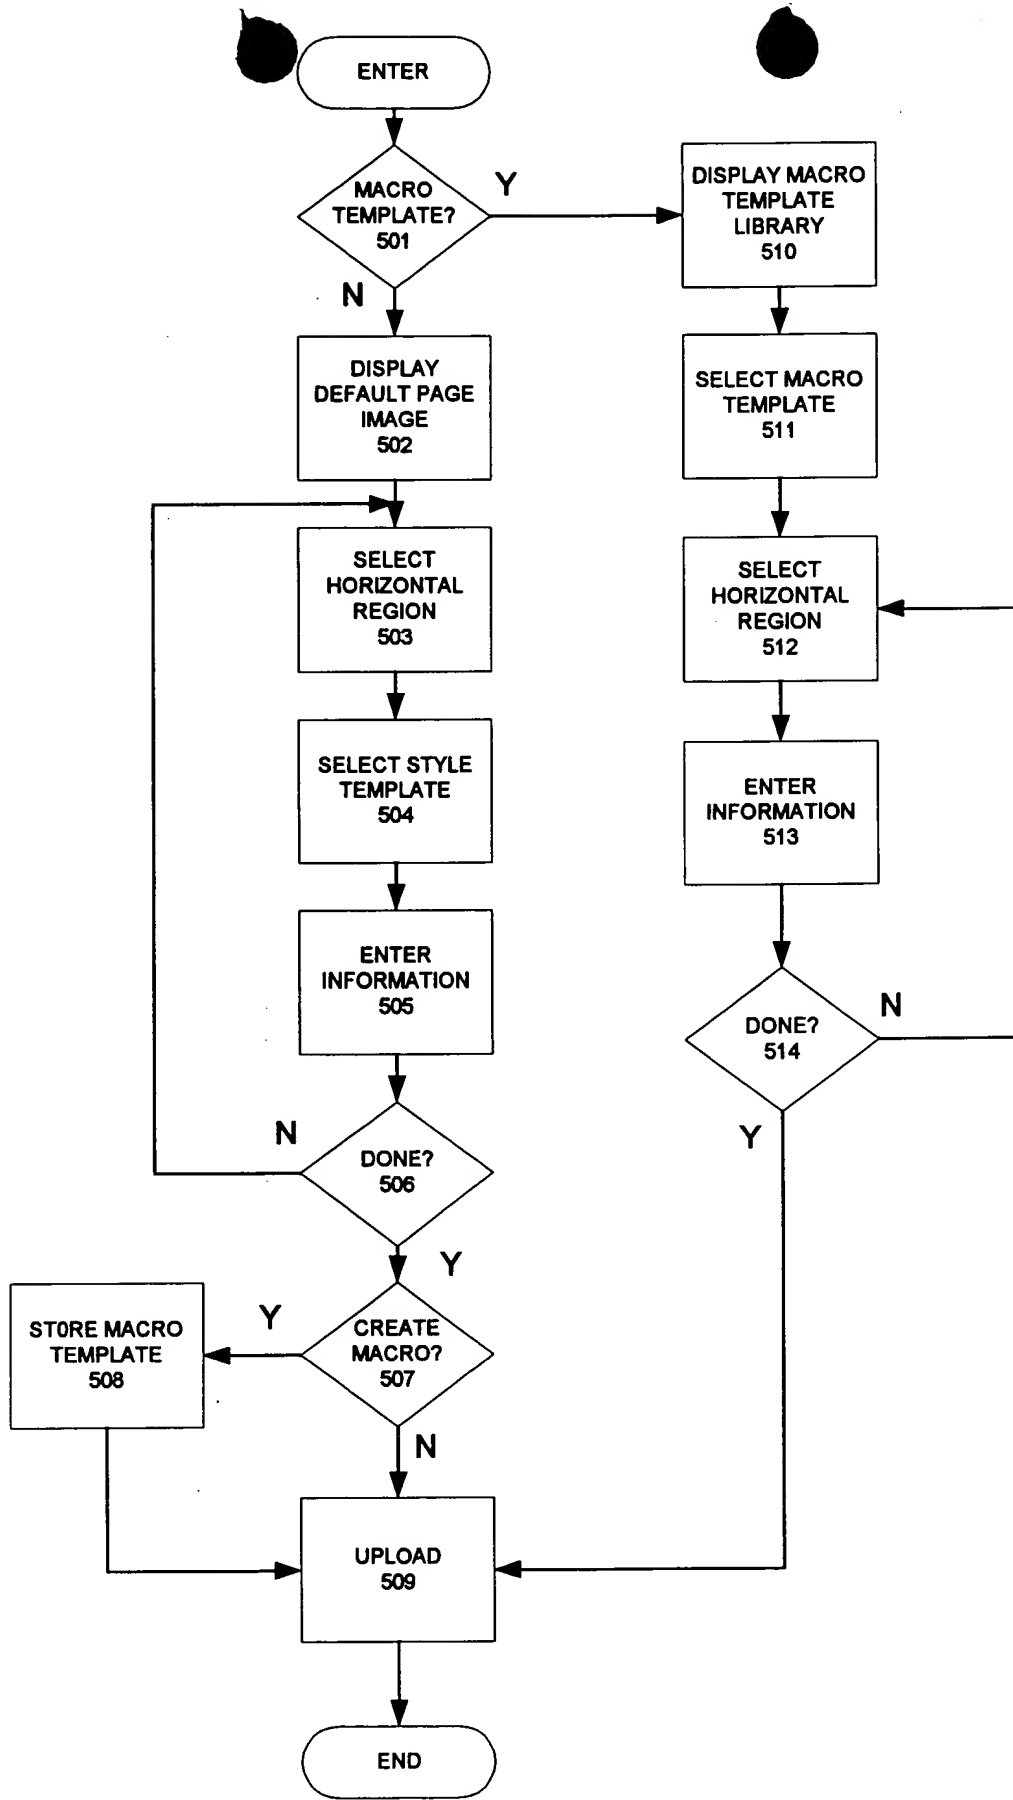 ENTER
MACRO
TEMPLATE?
501
Y
N
DISPLAY
DEFAULT PAGE
IMAGE
502
SELECT
HORIZONTAL
REGION
503
SELECT STYLE
TEMPLATE
504
ENTER
INFORMATION
505
DONE?
506
N
Y
CREATE
MACRO?
507
Y
N
STORE MACRO
TEMPLATE
508
UPLOAD
509
END
DISPLAY MACRO
TEMPLATE
LIBRARY
510
SELECT MACRO
TEMPLATE
511
SELECT
HORIZONTAL
REGION
512
ENTER
INFORMATION
513
DONE?
514
N
Y